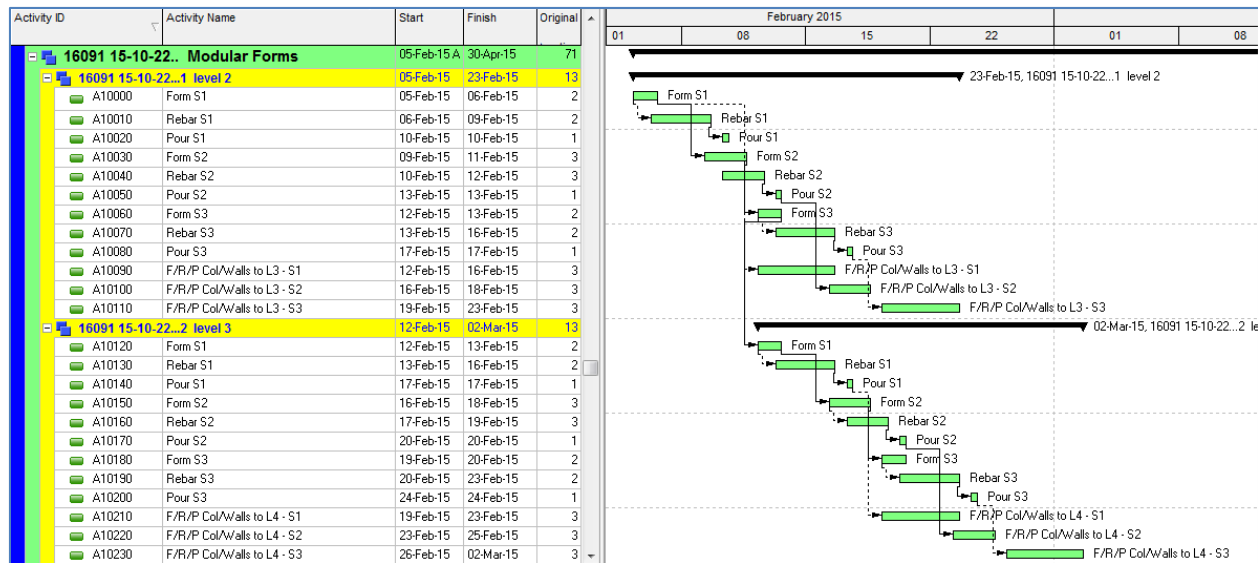 Activity ID Activity Name Start Finish Original February 2015
01 08 15 22 01 08
16091 15-10-22.. Modular Forms 05-Feb-15 A 30-Apr-15 71
16091 15-10-22...1 level 2 05-Feb-15 23-Feb-15 13 23-Feb-15, 16091 15-10-22...1 level 2
A10000 Form S1 05-Feb-15 06-Feb-15 2 Form S1
A10010 Rebar S1 06-Feb-15 09-Feb-15 2 Rebar S1
A10020 Pour S1 10-Feb-15 10-Feb-15 1 Pour S1
A10030 Form S2 09-Feb-15 11-Feb-15 3 Form S2
A10040 Rebar S2 10-Feb-15 12-Feb-15 3 Rebar S2
A10050 Pour S2 13-Feb-15 13-Feb-15 1 Pour S2
A10060 Form S3 12-Feb-15 13-Feb-15 2 Form S3
A10070 Rebar S3 13-Feb-15 16-Feb-15 2 Rebar S3
A10080 Pour S3 17-Feb-15 17-Feb-15 1 Pour S3
A10090 F/R/P Col/Walls to L3 - S1 12-Feb-15 16-Feb-15 3 F/R/P Col/Walls to L3 - S1
A10100 F/R/P Col/Walls to L3 - S2 16-Feb-15 18-Feb-15 3 F/R/P Col/Walls to L3 - S2
A10110 F/R/P Col/Walls to L3 - S3 19-Feb-15 23-Feb-15 3 F/R/P Col/Walls to L3 - S3
16091 15-10-22...2 level 3 12-Feb-15 02-Mar-15 13 02-Mar-15, 16091 15-10-22...2 le
A10120 Form S1 12-Feb-15 13-Feb-15 2 Form S1
A10130 Rebar S1 13-Feb-15 16-Feb-15 2 Rebar S1
A10140 Pour S1 17-Feb-15 17-Feb-15 1 Pour S1
A10150 Form S2 16-Feb-15 18-Feb-15 3 Form S2
A10160 Rebar S2 17-Feb-15 19-Feb-15 3 Rebar S2
A10170 Pour S2 20-Feb-15 20-Feb-15 1 Pour S2
A10180 Form S3 19-Feb-15 20-Feb-15 2 Form S3
A10190 Rebar S3 20-Feb-15 23-Feb-15 2 Rebar S3
A10200 Pour S3 24-Feb-15 24-Feb-15 1 Pour S3
A10210 F/R/P Col/Walls to L4 - S1 19-Feb-15 23-Feb-15 3 F/R/P Col/Walls to L4 - S1
A10220 F/R/P Col/Walls to L4 - S2 23-Feb-15 25-Feb-15 3 F/R/P Col/Walls to L4 - S2
A10230 F/R/P Col/Walls to L4 - S3 26-Feb-15 02-Mar-15 3 F/R/P Col/Walls to L4 - S3